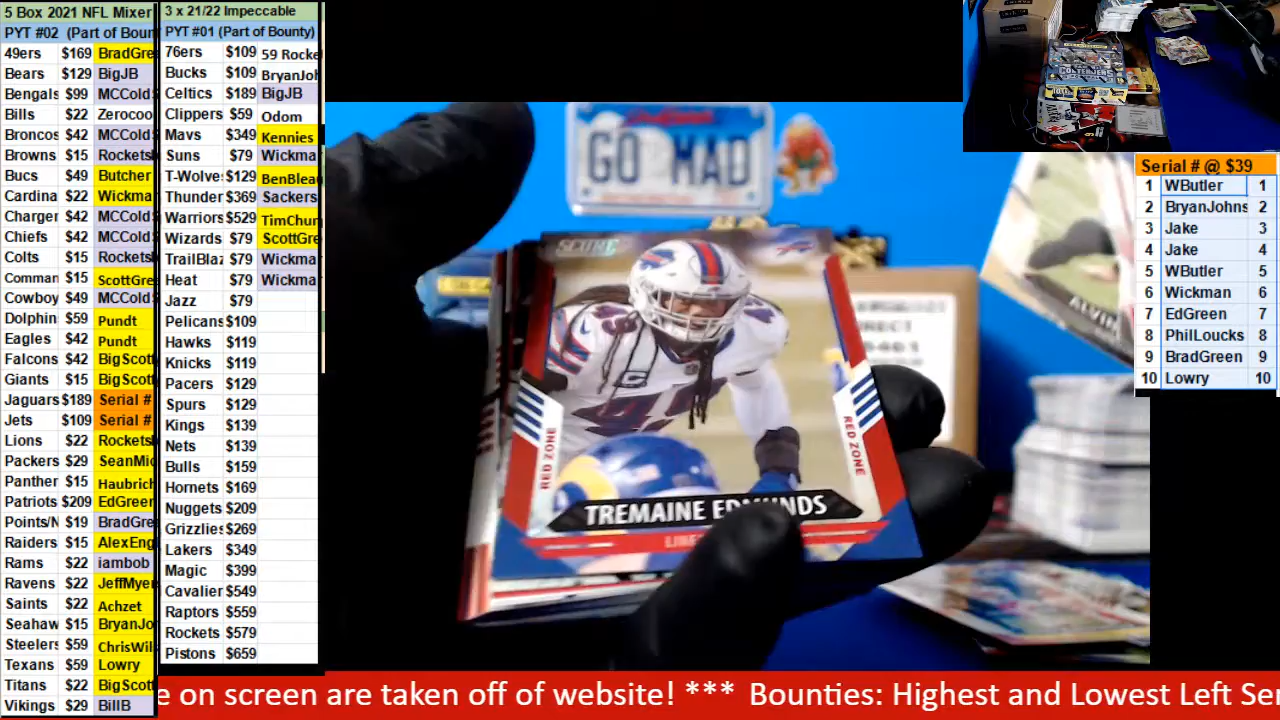 5 Box 2021 NFL Mixer
PYT #02 (Part of Boun
49ers $169 BradGre
Bears $129 BigJB
Bengals $99 MCCold
Bills $22 Zerocoo
Broncos $42 MCCold
Browns $15 Rockets
Bucs $49 Butcher
Cardina $22 Wickma
Charger $42 MCCold
Chiefs $42 MCCold
Colts $15 Rockets
Comman $15 ScottGre
Cowboy $49 MCCold
Dolphin $59 Pundt
Eagles $42 Pundt
Falcons $42 BigScott
Giants $15 BigScott
Jaguars $189 Serial #
Jets $109 Serial #
Lions $22 Rockets
Packers $29 SeanMic
Panther $15 Haubrich
Patriots $209 EdGreen
Points/N $19 BradGre
Raiders $15 AlexEng
Rams $22 iambob
Ravens $22 JeffMyer
Saints $22 Achzet
Seahaw $15 BryanJo
Steelers $59 ChrisWil
Texans $59 Lowry
Titans $22 BigScott
Vikings $29 BillB
3 x 21/22 Impeccable
PYT #01 (Part of Bounty)
76ers $109 59 Rocke
Bucks $109 BryanJoh
Celtics $189 BigJB
Clippers $59 Odom
Mavs $349 Kennies
Suns $79 Wickma
T-Wolve $129 BenBleau
Thunder $369 Sackers
Warriors $529 TimChun
Wizards $79 ScottGre
TrailBlaz $79 Wickma
Heat $79 Wickma
Jazz $79
Pelicans $109
Hawks $119
Knicks $119
Pacers $129
Spurs $129
Kings $139
Nets $139
Bulls $159
Hornets $169
Nuggets $209
Grizzlies $269
Lakers $349
Magic $399
Cavalier $549
Raptors $559
Rockets $579
Pistons $659
GO MAD
SCORE
RED ZONE
RED ZONE
TREMAINE EDMUNDS
ALVIN
CONTENDERS
Serial # @ $39
1 WButler 1
2 BryanJohns 2
3 Jake 3
4 Jake 4
5 WButler 5
6 Wickman 6
7 EdGreen 7
8 PhilLoucks 8
9 BradGreen 9
10 Lowry 10
e on screen are taken off of website! *** Bounties: Highest and Lowest Left Ser